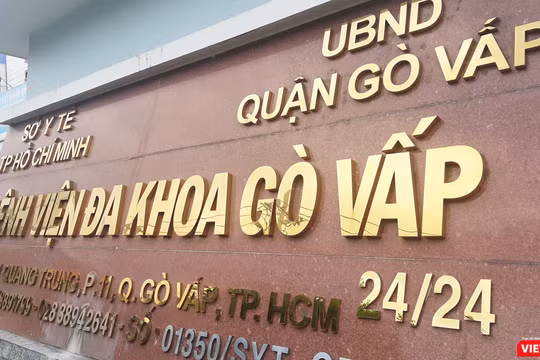 SỞ Y TẾ
TP HỒ CHÍ MINH
UBND
QUẬN GÒ VẤP
BỆNH VIỆN ĐA KHOA GÒ VẤP
QUANG TRUNG, P. 11, Q. GÒ VẤP, TP. HCM
24/24
38942641 - SỐ 01350/SYT
VIET